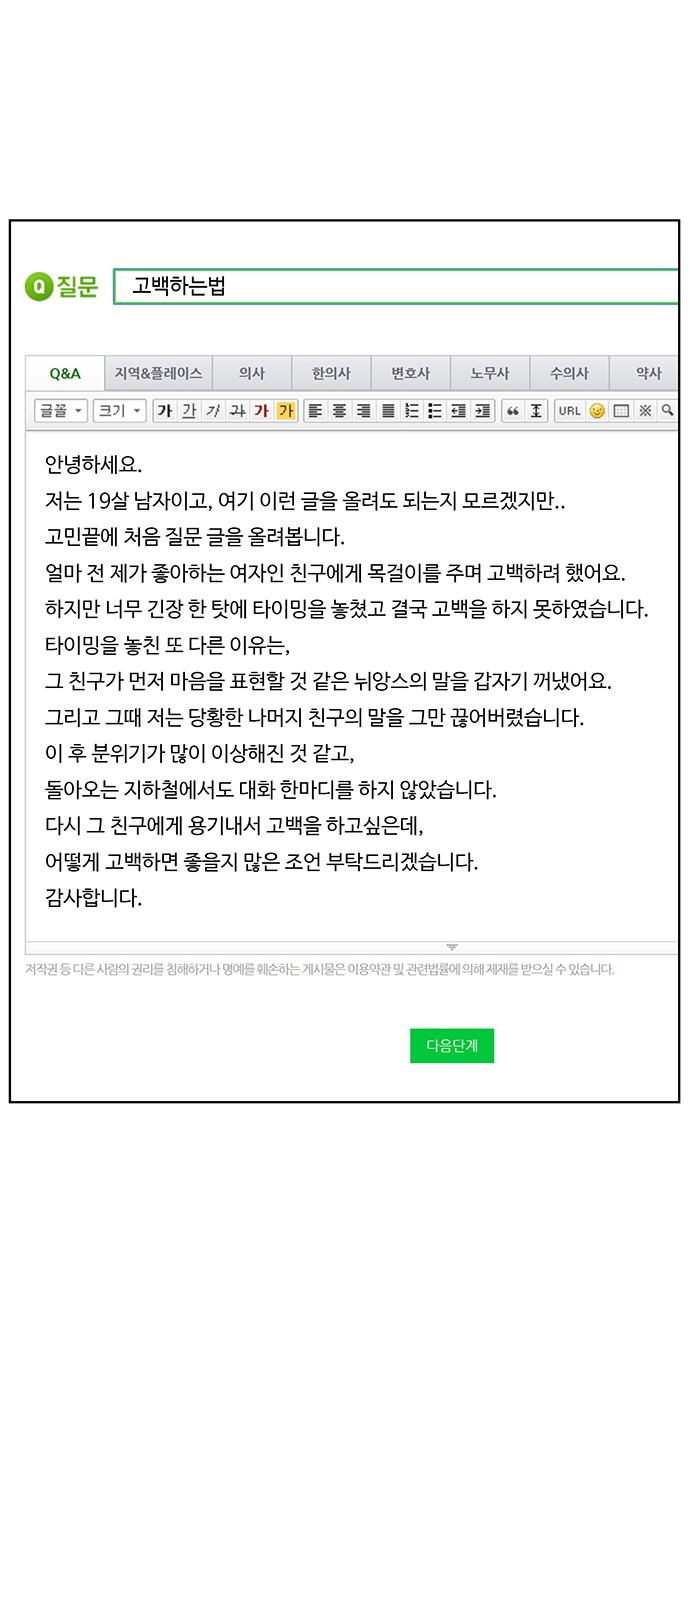 Q 질문 고백하는법
Q&A 지역&플레이스 의사 한의사 변호사 노무사 수의사 약사
글꼴 크기 가 가 가 가 가 가 URL
안녕하세요.
저는 19살 남자이고, 여기 이런 글을 올려도 되는지 모르겠지만..
고민끝에 처음 질문 글을 올려봅니다.
얼마 전 제가 좋아하는 여자인 친구에게 목걸이를 주며 고백하려 했어요.
하지만 너무 긴장 한 탓에 타이밍을 놓쳤고 결국 고백을 하지 못하였습니다.
타이밍을 놓친 또 다른 이유는,
그 친구가 먼저 마음을 표현할 것 같은 뉘앙스의 말을 갑자기 꺼냈어요.
그리고 그때 저는 당황한 나머지 친구의 말을 그만 끊어버렸습니다.
이 후 분위기가 많이 이상해진 것 같고,
돌아오는 지하철에서도 대화 한마디를 하지 않았습니다.
다시 그 친구에게 용기내서 고백을 하고싶은데,
어떻게 고백하면 좋을지 많은 조언 부탁드리겠습니다.
감사합니다.
저작권 등 다른 사람의 권리를 침해하거나 명예를 훼손하는 게시물은 이용약관 및 관련법률에 의해 제재를 받으실 수 있습니다.
다음단계